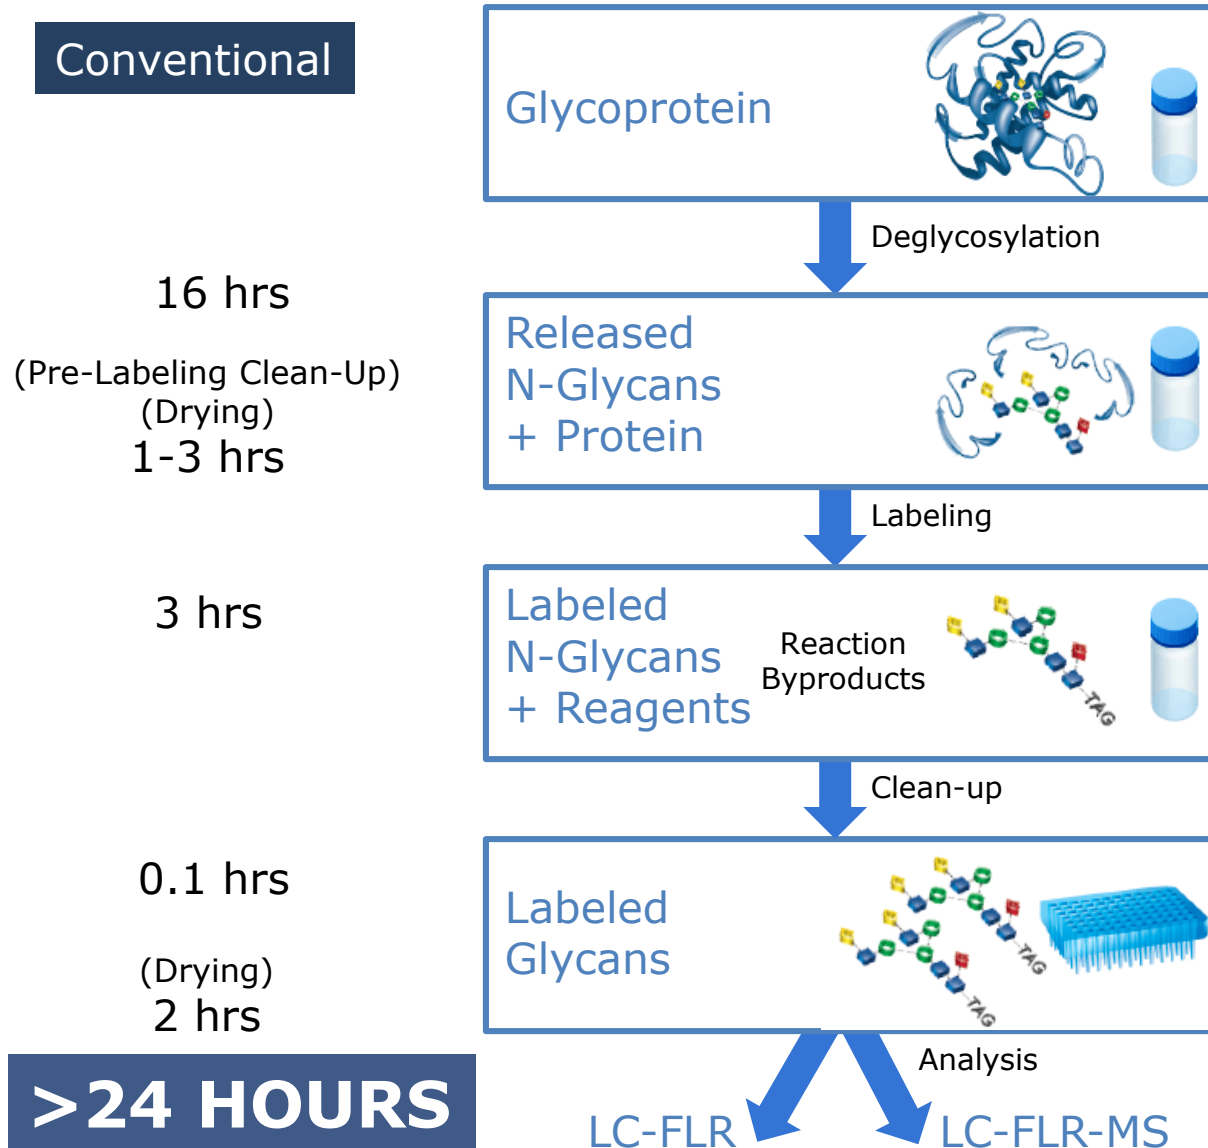 Conventional
Glycoprotein
Deglycosylation
16 hrs
(Pre-Labeling Clean-Up)
(Drying)
1-3 hrs
Released
N-Glycans
+ Protein
Labeling
3 hrs
Labeled
N-Glycans
+ Reagents
Reaction
Byproducts
TAG
Clean-up
0.1 hrs
(Drying)
2 hrs
Labeled
Glycans
TAG
TAG
Analysis
>24 HOURS
LC-FLR
LC-FLR-MS